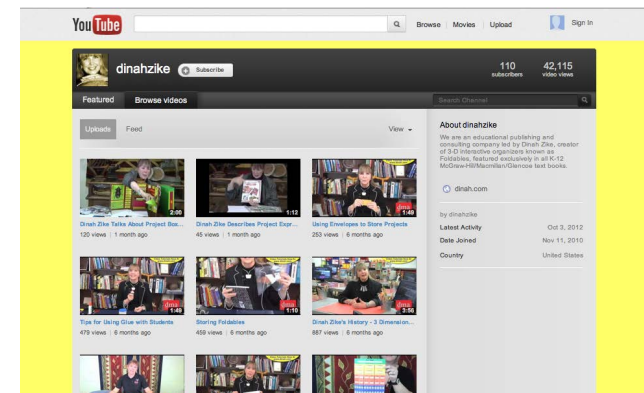 YouTube
Browse Movies Upload Sign In
dinahzike Subscribe
110 subscribers
42,115 video views
Featured Browse videos
Search Channel
Uploads Feed View
2:00
Dinah Zike Talks About Project Box...
120 views | 1 month ago
1:12
Dinah Zike Describes Project Expr...
45 views | 1 month ago
1:49
Using Envelopes to Store Projects
253 views | 6 months ago
dma
1:49
Tips for Using Glue with Students
479 views | 6 months ago
1:10
Storing Foldables
459 views | 6 months ago
dma
3:56
Dinah Zike's History - 3 Dimension...
867 views | 6 months ago
About dinahzike
We are an educational publishing and
consulting company led by Dinah Zike, creator
of 3-D interactive organizers known as
Foldables, featured exclusively in all K-12
McGraw-Hill/Macmillan/Glencoe text books.
dinah.com
by dinahzike
Latest Activity Oct 3, 2012
Date Joined Nov 11, 2010
Country United States